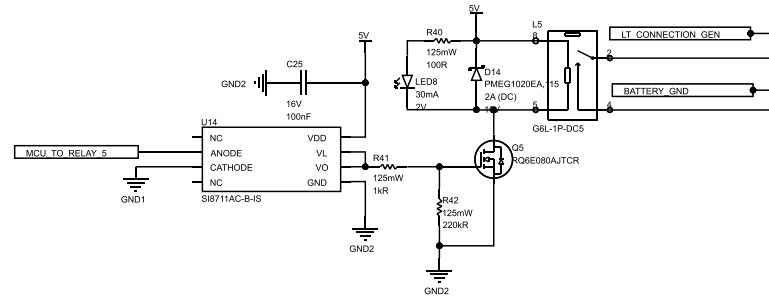 5V
R40
L5
8
LT_CONNECTION_GEN
5V
125mW
100R
2
C25
D14
GND2
LED8
PMEG1020EA,115
30mA
2A (DC)
BATTERY_GND
16V
2V
100nF
5
4
U14
G6L-1P-DC5
NC
VDD
Q5
MCU_TO_RELAY_5
ANODE
VL
R41
RQ6E080AJTCR
CATHODE
VO
125mW
NC
GND
1kR
GND1
SI8711AC-B-IS
R42
125mW
220kR
GND2
GND2